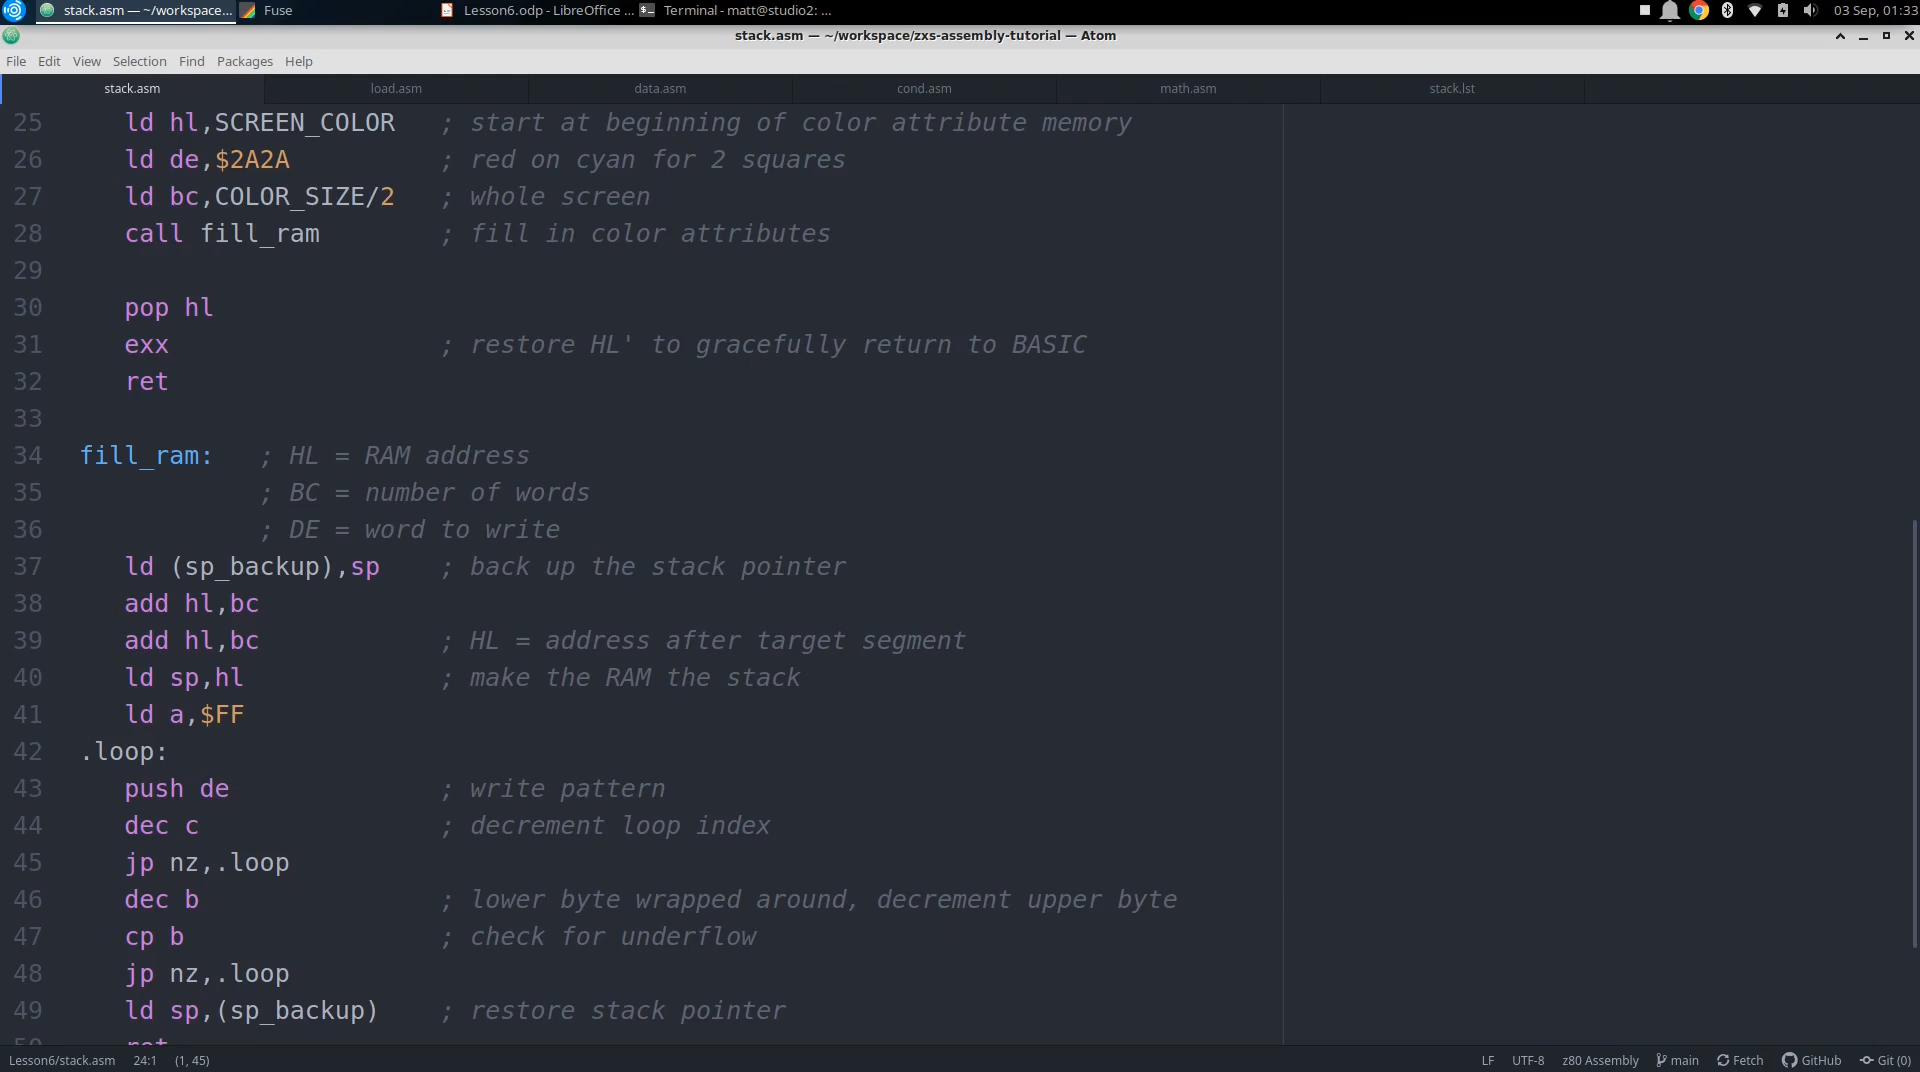 stack.asm — ~/workspace... Fuse Lesson6.odp - LibreOffice ... Terminal - matt@studio2: ... 03 Sep, 01:33
stack.asm — ~/workspace/zxs-assembly-tutorial — Atom
File Edit View Selection Find Packages Help
stack.asm load.asm data.asm cond.asm math.asm stack.lst
25 ld hl,SCREEN_COLOR ; start at beginning of color attribute memory
26 ld de,$2A2A ; red on cyan for 2 squares
27 ld bc,COLOR_SIZE/2 ; whole screen
28 call fill_ram ; fill in color attributes
29
30 pop hl
31 exx ; restore HL' to gracefully return to BASIC
32 ret
33
34 fill_ram: ; HL = RAM address
35 ; BC = number of words
36 ; DE = word to write
37 ld (sp_backup),sp ; back up the stack pointer
38 add hl,bc
39 add hl,bc ; HL = address after target segment
40 ld sp,hl ; make the RAM the stack
41 ld a,$FF
42 .loop:
43 push de ; write pattern
44 dec c ; decrement loop index
45 jp nz,.loop
46 dec b ; lower byte wrapped around, decrement upper byte
47 cp b ; check for underflow
48 jp nz,.loop
49 ld sp,(sp_backup) ; restore stack pointer
50 ret
Lesson6/stack.asm 24:1 (1, 45) LF UTF-8 z80 Assembly main Fetch GitHub Git (0)